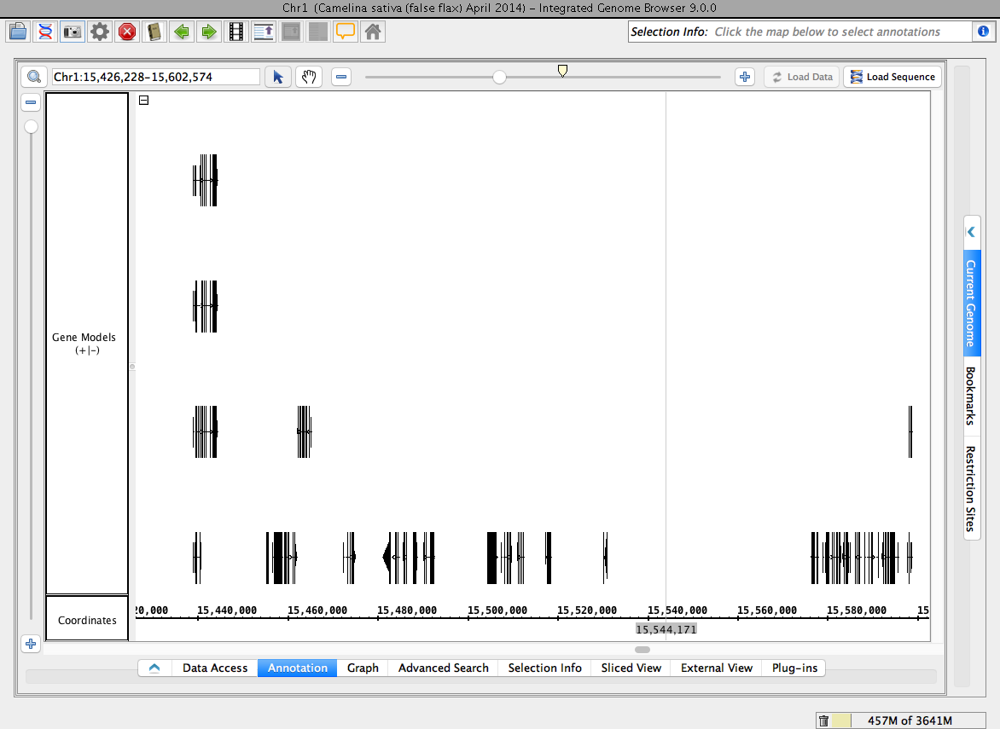 Chr1 (Camelina sativa (false flax) April 2014) – Integrated Genome Browser 9.0.0
Selection Info: Click the map below to select annotations
Chr1:15,426,228–15,602,574
Load Data
Load Sequence
Gene Models
(+|–)
Current Genome
Bookmarks
Restriction Sites
Coordinates
20,000 15,440,000 15,460,000 15,480,000 15,500,000 15,520,000 15,540,000 15,560,000 15,580,000 15
15,544,171
Data Access Annotation Graph Advanced Search Selection Info Sliced View External View Plug-ins
457M of 3641M